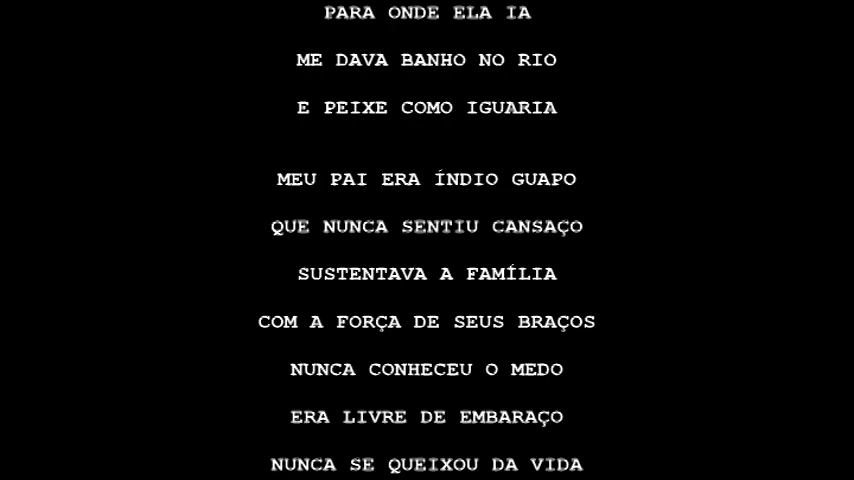 PARA ONDE ELA IA
ME DAVA BANHO NO RIO
E PEIXE COMO IGUARIA
MEU PAI ERA ÍNDIO GUAPO
QUE NUNCA SENTIU CANSAÇO
SUSTENTAVA A FAMÍLIA
COM A FORÇA DE SEUS BRAÇOS
NUNCA CONHECEU O MEDO
ERA LIVRE DE EMBARAÇO
NUNCA SE QUEIXOU DA VIDA